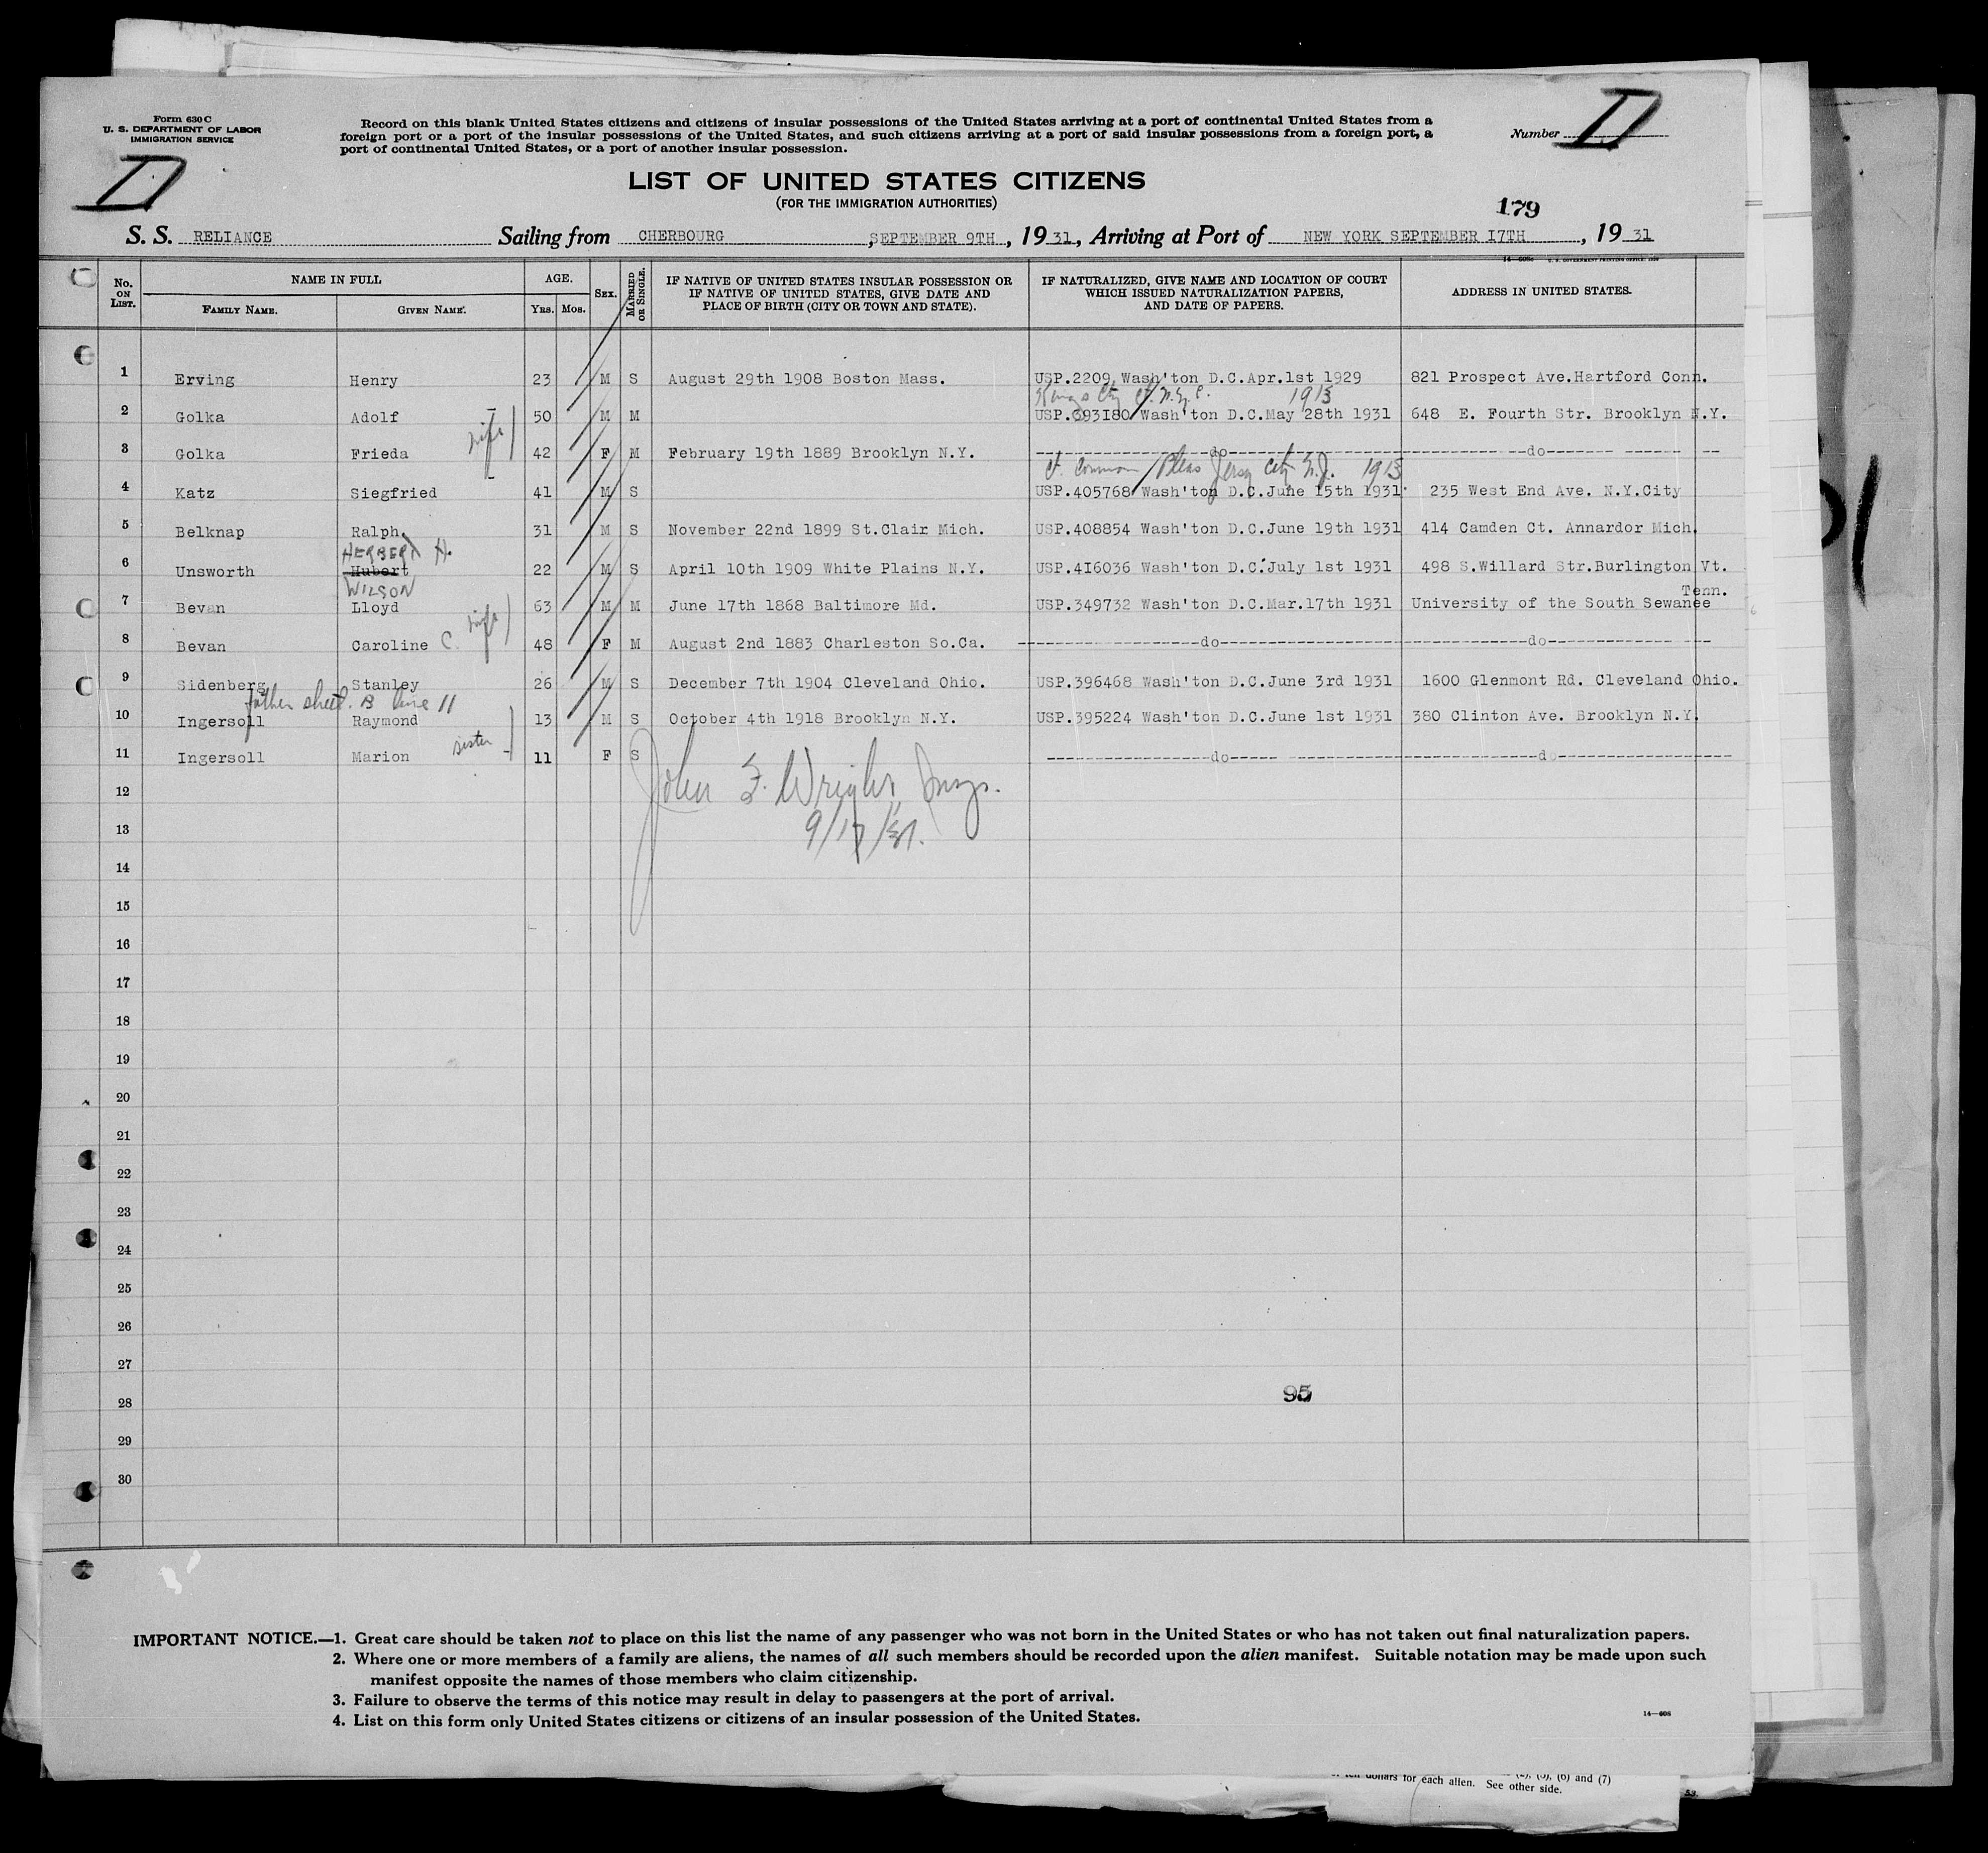 Form 630 C
U. S. DEPARTMENT OF LABOR
IMMIGRATION SERVICE
D
Record on this blank United States citizens and citizens of insular possessions of the United States arriving at a port of continental United States from a
foreign port or a port of the insular possessions of the United States, and such citizens arriving at a port of said insular possessions from a foreign port, a
port of continental United States, or a port of another insular possession.
Number D
LIST OF UNITED STATES CITIZENS
(FOR THE IMMIGRATION AUTHORITIES)
179
S. S. RELIANCE Sailing from CHERBOURG , SEPTEMBER 9TH , 19 31, Arriving at Port of NEW YORK SEPTEMBER I7TH , 19 31
No. ON LIST. NAME IN FULL AGE. SEX. MARRIED OR SINGLE. IF NATIVE OF UNITED STATES INSULAR POSSESSION OR IF NATIVE OF UNITED STATES, GIVE DATE AND PLACE OF BIRTH (CITY OR TOWN AND STATE). IF NATURALIZED, GIVE NAME AND LOCATION OF COURT WHICH ISSUED NATURALIZATION PAPERS, AND DATE OF PAPERS. ADDRESS IN UNITED STATES.
FAMILY NAME. GIVEN NAME. YRS. MOS.
1 Erving Henry 23 M S August 29th 1908 Boston Mass. USP.2209 Wash'ton D.C.Apr.1st 1929 821 Prospect Ave.Hartford Conn.
Kings Cty Ct. N.Y.C. 1913
2 Golka Adolf 50 M M USP.393I80 Wash'ton D.C.May 28th 1931 648 E. Fourth Str. Brooklyn N.Y.
3 Golka Frieda wife 42 F M February 19th 1889 Brooklyn N.Y. ---do--- ---do---
Ct. Common Pleas Jersey City N.J. 1913
4 Katz Siegfried 41 M S USP.405768 Wash'ton D.C.June 15th 1931 235 West End Ave. N.Y.City
5 Belknap Ralph 31 M S November 22nd 1899 St.Clair Mich. USP.408854 Wash'ton D.C.June 19th 1931 414 Camden Ct. Annardor Mich.
HERBERT H.
6 Unsworth Hubert 22 M S April 10th 1909 White Plains N.Y. USP.4I6036 Wash'ton D.C.July 1st 1931 498 S.Willard Str.Burlington Vt.
WILSON
Tenn.
7 Bevan Lloyd 63 M M June 17th 1868 Baltimore Md. USP.349732 Wash'ton D.C.Mar.17th 1931 University of the South Sewanee
8 Bevan Caroline C. wife 48 F M August 2nd 1883 Charleston So.Ca. ---do--- ---do---
9 Sidenberg Stanley 26 M S December 7th 1904 Cleveland Ohio. USP.396468 Wash'ton D.C.June 3rd 1931 1600 Glenmont Rd. Cleveland Ohio.
father sheet B line 11
10 Ingersoll Raymond 13 M S October 4th 1918 Brooklyn N.Y. USP.395224 Wash'ton D.C.June 1st 1931 380 Clinton Ave. Brooklyn N.Y.
11 Ingersoll Marion sister 11 F S ---do--- ---do---
12
John F. Wright, Insp.
13
9/17/31.
14
15
16
17
18
19
20
21
22
23
24
25
26
27
28
95
29
30
IMPORTANT NOTICE.—1. Great care should be taken not to place on this list the name of any passenger who was not born in the United States or who has not taken out final naturalization papers.
2. Where one or more members of a family are aliens, the names of all such members should be recorded upon the alien manifest. Suitable notation may be made upon such
manifest opposite the names of those members who claim citizenship.
3. Failure to observe the terms of this notice may result in delay to passengers at the port of arrival.
4. List on this form only United States citizens or citizens of an insular possession of the United States.
14—608
dollars for each alien. See other side.
(6) and (7)
53.